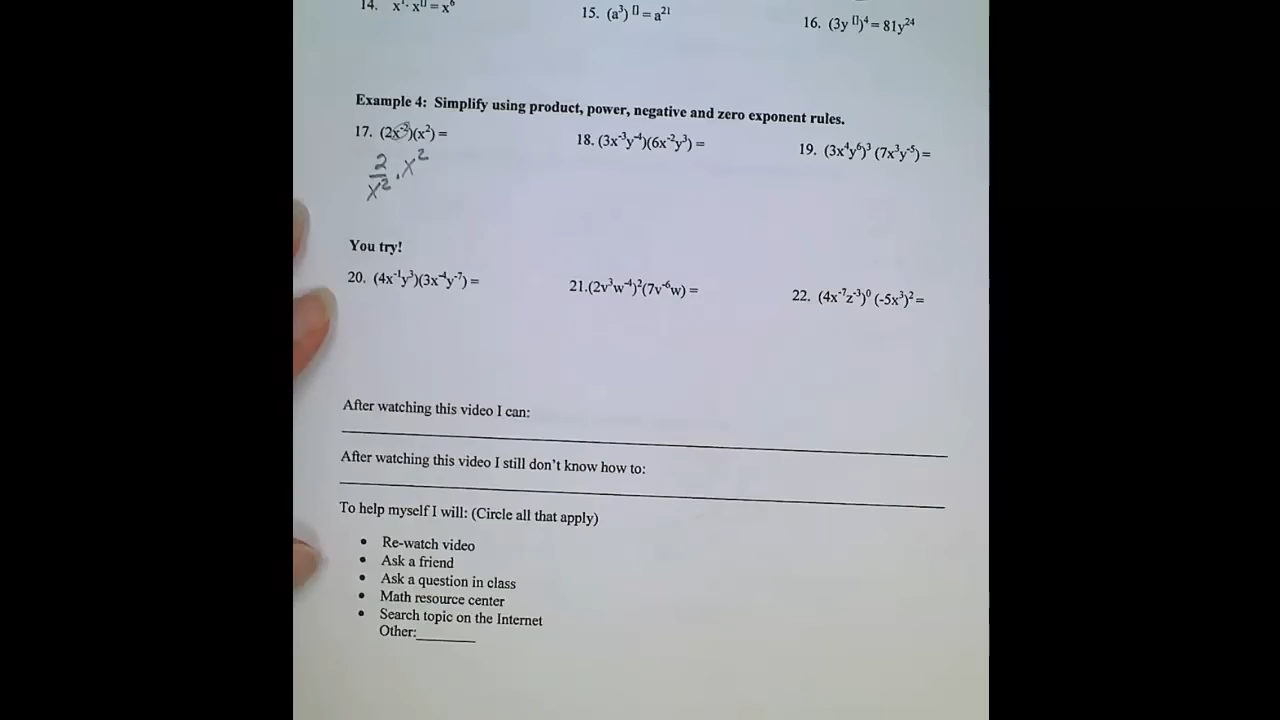 14. x¹· x[] = x⁶ 15. (a³) [] = a²¹ 16. (3y [])⁴ = 81y²⁴
Example 4: Simplify using product, power, negative and zero exponent rules.
17. (2x⁻²)(x²) = 18. (3x⁻³y⁻⁴)(6x⁻²y³) = 19. (3x⁴y⁶)³ (7x³y⁻⁵) =
2/x² · x²
You try!
20. (4x⁻¹y³)(3x⁻⁴y⁻⁷) = 21.(2v³w⁻⁴)²(7v⁻⁶w) = 22. (4x⁻⁷z⁻³)⁰ (-5x³)² =
After watching this video I can:
After watching this video I still don’t know how to:
To help myself I will: (Circle all that apply)
• Re-watch video
• Ask a friend
• Ask a question in class
• Math resource center
• Search topic on the Internet
Other:________